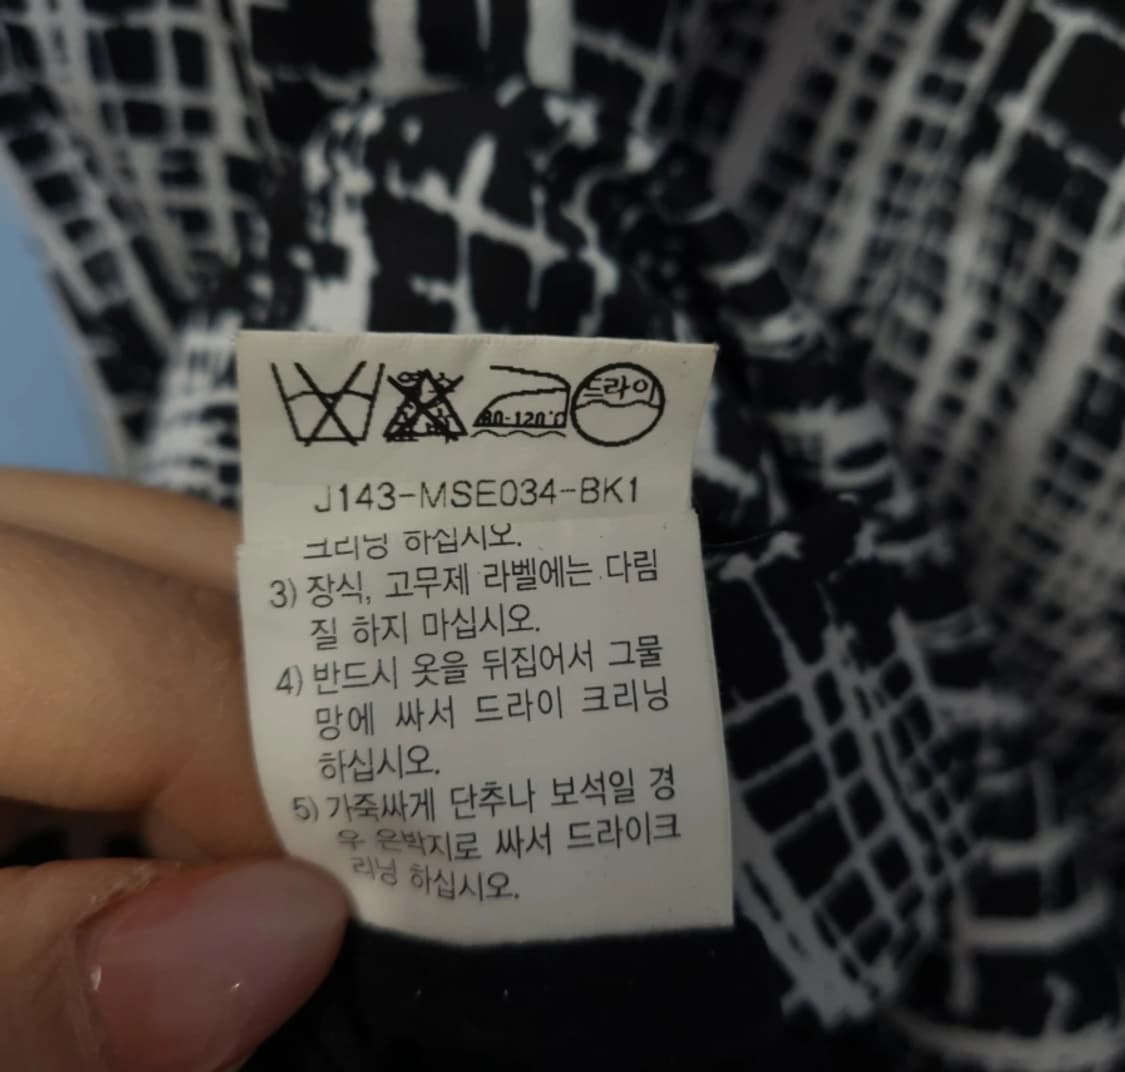 80-120℃
드라이
J143-MSE034-BK1
크리닝 하십시오.
3) 장식, 고무제 라벨에는 다림
질 하지 마십시오.
4) 반드시 옷을 뒤집어서 그물
망에 싸서 드라이 크리닝
하십시오.
5) 가죽싸게 단추나 보석일 경
우 은박지로 싸서 드라이크
리닝 하십시오.